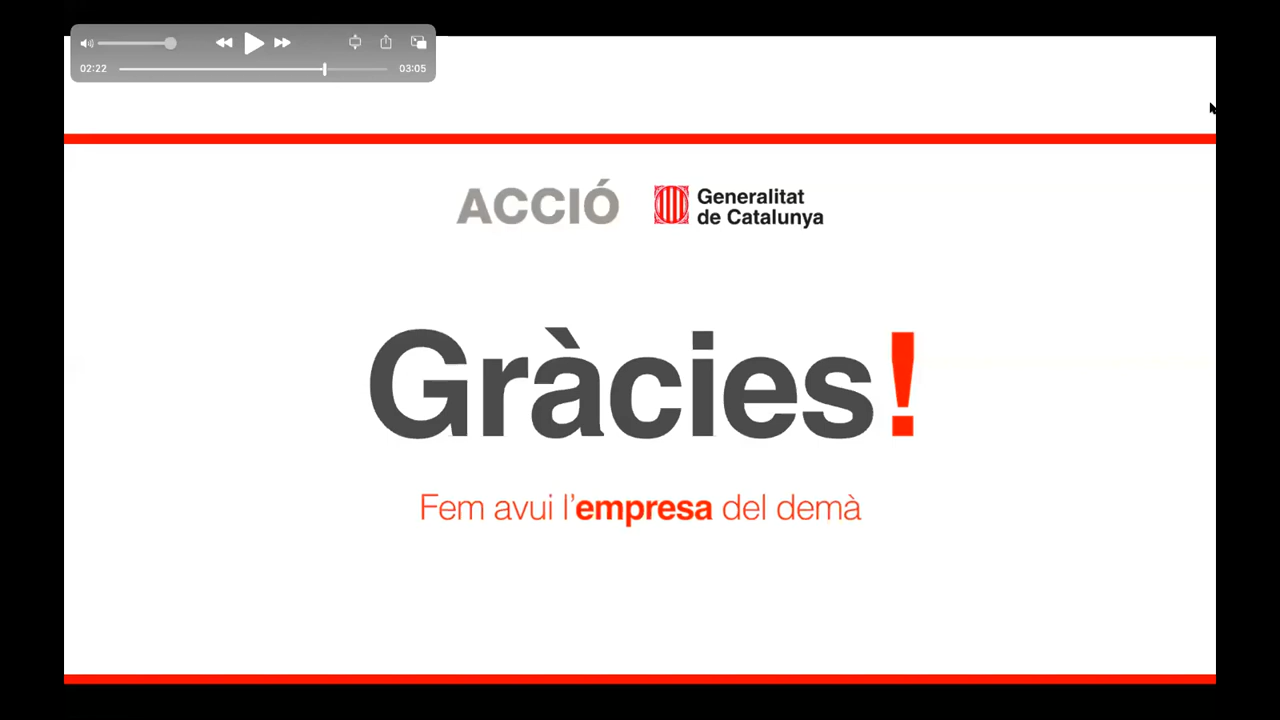 02:22
03:05
ACCIÓ
Generalitat
de Catalunya
Gràcies!
Fem avui l’empresa del demà